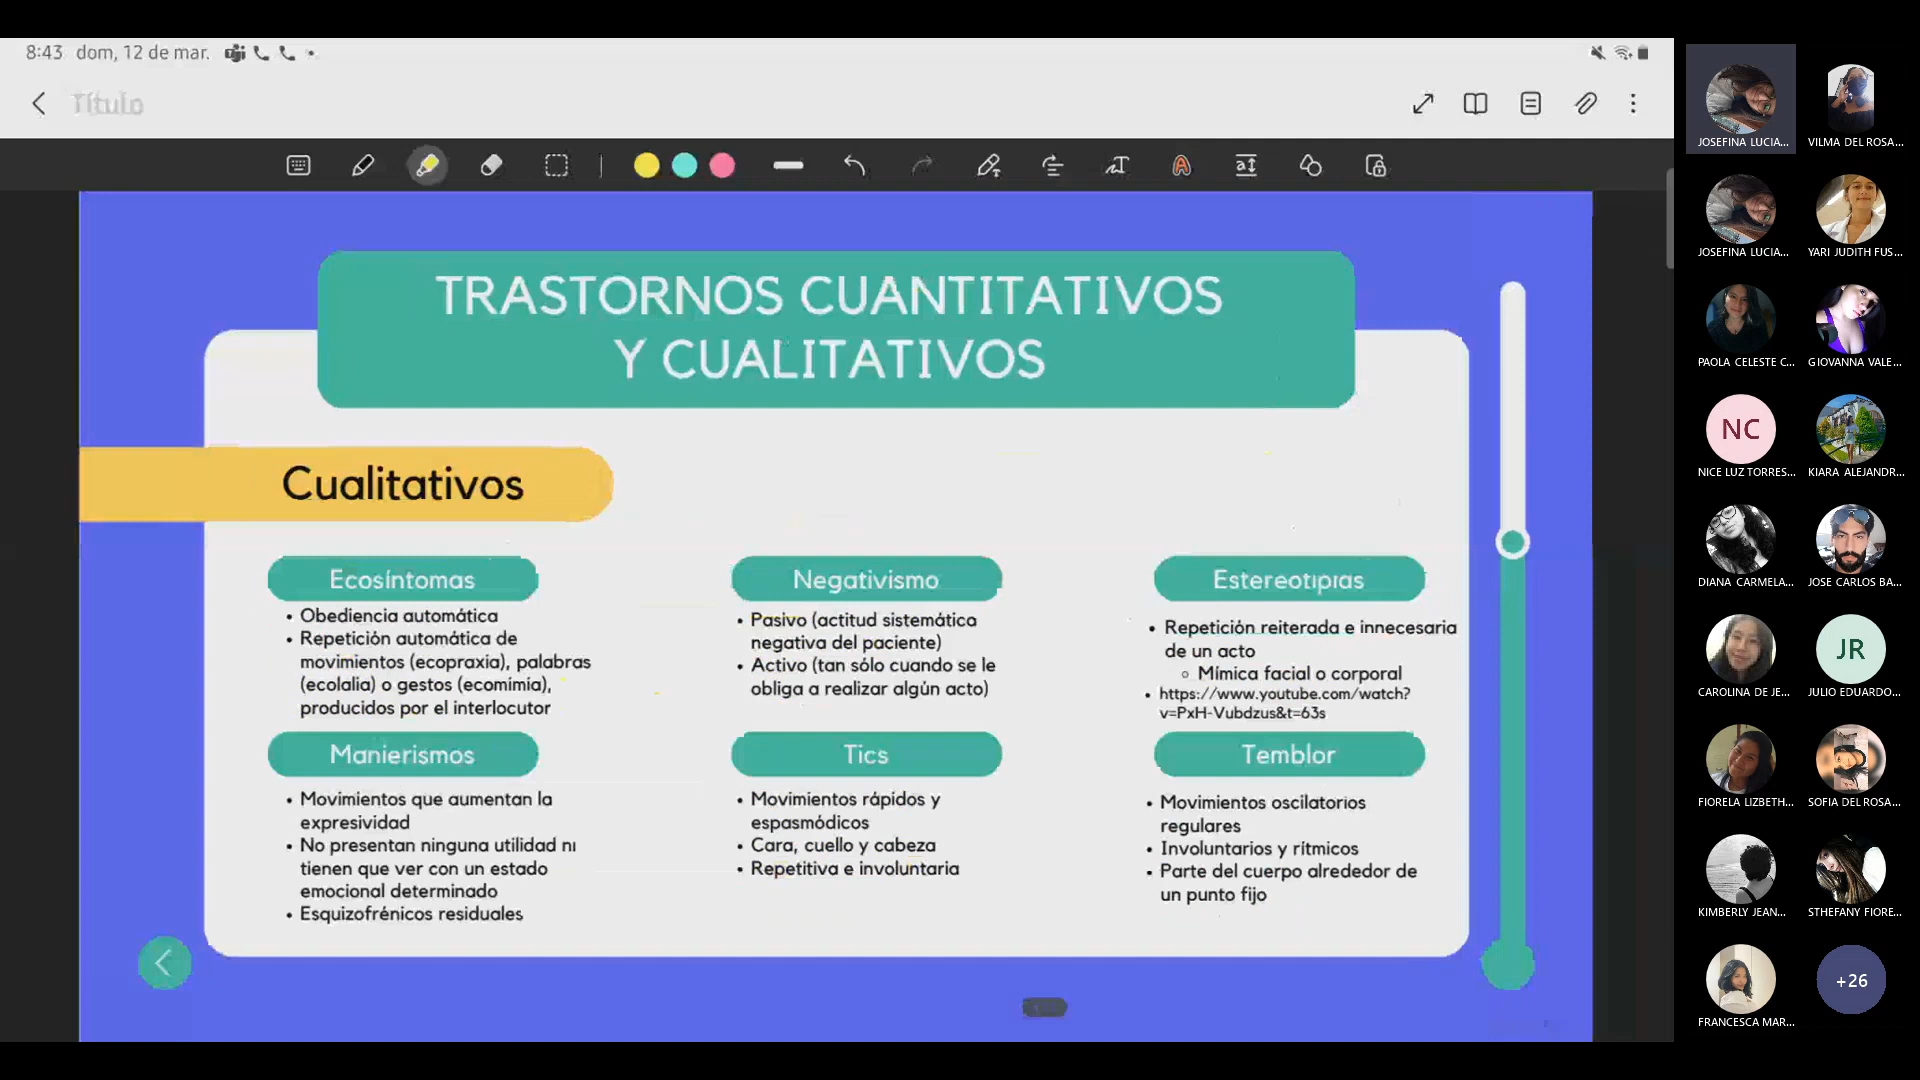 8:43 dom, 12 de mar.
Título
TRASTORNOS CUANTITATIVOS
Y CUALITATIVOS
Cualitativos
Ecosíntomas
• Obediencia automática
• Repetición automática de
movimientos (ecopraxia), palabras
(ecolalia) o gestos (ecomimia),
producidos por el interlocutor
Negativismo
• Pasivo (actitud sistemática
negativa del paciente)
• Activo (tan sólo cuando se le
obliga a realizar algún acto)
Estereotipias
• Repetición reiterada e innecesaria
de un acto
○ Mímica facial o corporal
• https://www.youtube.com/watch?
v=PxH-Vubdzus&t=63s
Manierismos
• Movimientos que aumentan la
expresividad
• No presentan ninguna utilidad ni
tienen que ver con un estado
emocional determinado
• Esquizofrénicos residuales
Tics
• Movimientos rápidos y
espasmódicos
• Cara, cuello y cabeza
• Repetitiva e involuntaria
Temblor
• Movimientos oscilatorios
regulares
• Involuntarios y rítmicos
• Parte del cuerpo alrededor de
un punto fijo
JOSEFINA LUCIA...
VILMA DEL ROSA...
JOSEFINA LUCIA...
YARI JUDITH FUS...
PAOLA CELESTE C...
GIOVANNA VALE...
NC
NICE LUZ TORRES...
KIARA ALEJANDR...
DIANA CARMELA...
JOSE CARLOS BA...
CAROLINA DE JE...
JR
JULIO EDUARDO...
FIORELA LIZBETH...
SOFIA DEL ROSA...
KIMBERLY JEAN...
STHEFANY FIORE...
FRANCESCA MAR...
+26